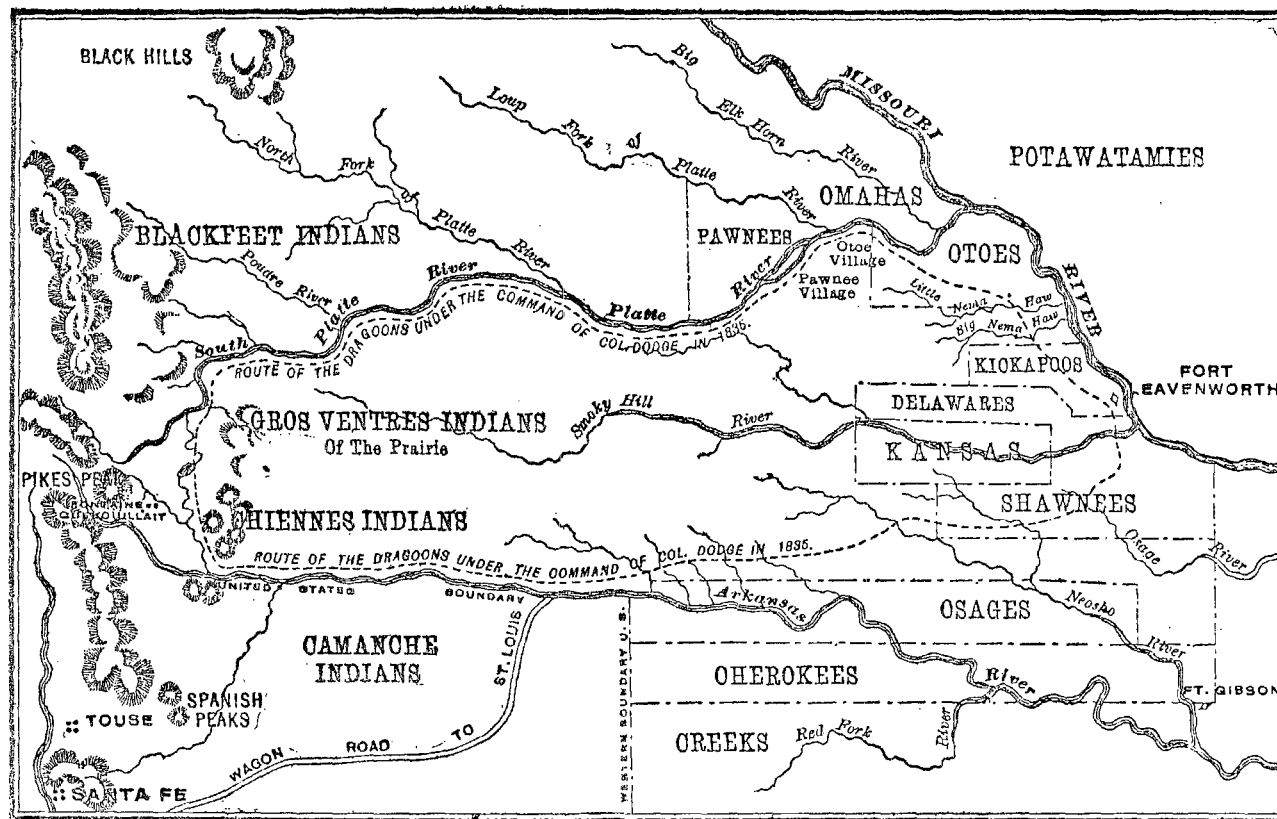 BLACK HILLS
MISSOURI
RIVER
Big
Elk Horn
River
Loup
Fork
of
Platte
River
POTAWATAMIES
North
Fork
of
Platte
River
OMAHAS
BLACKFEET INDIANS
PAWNEES
OTOES
Otoe
Village
Pawnee
Village
Poudre
River
South
Platte
River
Platte
River
Little
Nema
Haw
Big
Nema
Haw
ROUTE OF THE DRAGOONS UNDER THE COMMAND OF COL. DODGE IN 1835.
KICKAPOOS
FORT
EAVENWORTH
DELAWARES
GROS VENTRES INDIANS
Of The Prairie
Smoky
Hill
River
KANSAS
PIKES PEAK
SHAWNEES
HIENNES INDIANS
Osage
River
ROUTE OF THE DRAGOONS UNDER THE COMMAND OF COL. DODGE IN 1835.
UNITED
STATES
BOUNDARY
Arkansas
River
Neosho
River
OSAGES
CAMANCHE
INDIANS
ST. LOUIS
TO
ROAD
WAGON
WESTERN BOUNDARY U. S.
CHEROKEES
FT. GIBSON
SPANISH
PEAKS
TOUSE
CREEKS
Red
Fork
River
SANTA FE